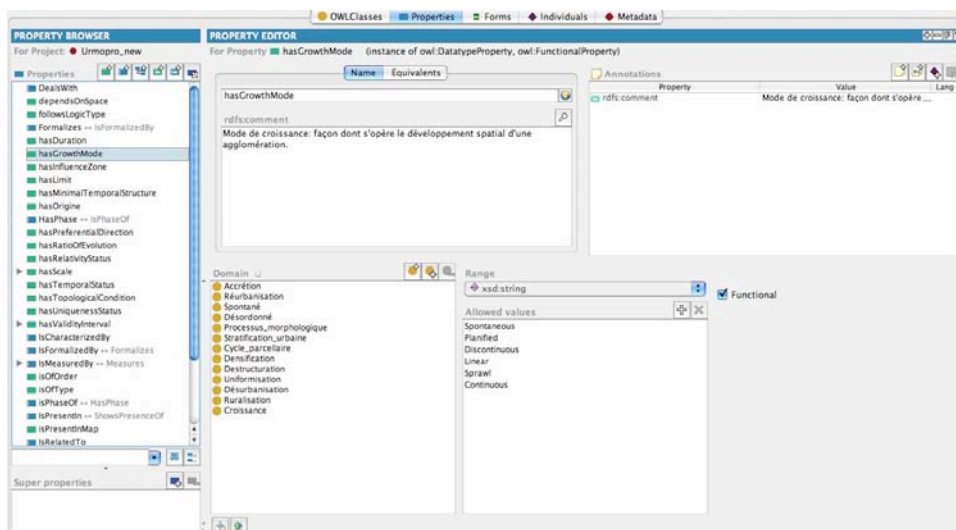 OWLClasses Properties Forms Individuals Metadata
PROPERTY BROWSER
For Project: Urmopro_new
Properties
DealsWith
dependsOnSpace
followsLogicType
Formalizes ↔ IsFormalizedBy
hasDuration
hasGrowthMode
hasInfluenceZone
hasLimit
hasMinimalTemporalStructure
hasOrigine
HasPhase ↔ isPhaseOf
hasPreferentialDirection
hasRatioOfEvolution
hasRelativityStatus
hasScale
hasTemporalStatus
hasTopologicalCondition
hasUniquenessStatus
hasValidityInterval
IsCharacterizedBy
IsFormalizedBy ↔ Formalizes
IsMeasuredBy ↔ Measures
isOfOrder
isOfType
isPhaseOf ↔ HasPhase
IsPresentIn ↔ ShowsPresenceOf
isPresentInMap
IsRelatedTo
Super properties
PROPERTY EDITOR
For Property hasGrowthMode (instance of owl:DatatypeProperty, owl:FunctionalProperty)
Name Equivalents
hasGrowthMode
rdfs:comment
Mode de croissance: façon dont s'opère le développement spatial d'une
agglomération.
Annotations
Property Value Lang
rdfs:comment Mode de croissance: façon dont s'opère ...
Domain
Accrétion
Réurbanisation
Spontané
Désordonné
Processus_morphologique
Stratification_urbaine
Cycle_parcellaire
Densification
Destructuration
Uniformisation
Désurbanisation
Ruralisation
Croissance
Range
xsd:string
Functional
Allowed values
Spontaneous
Planified
Discontinuous
Linear
Sprawl
Continuous